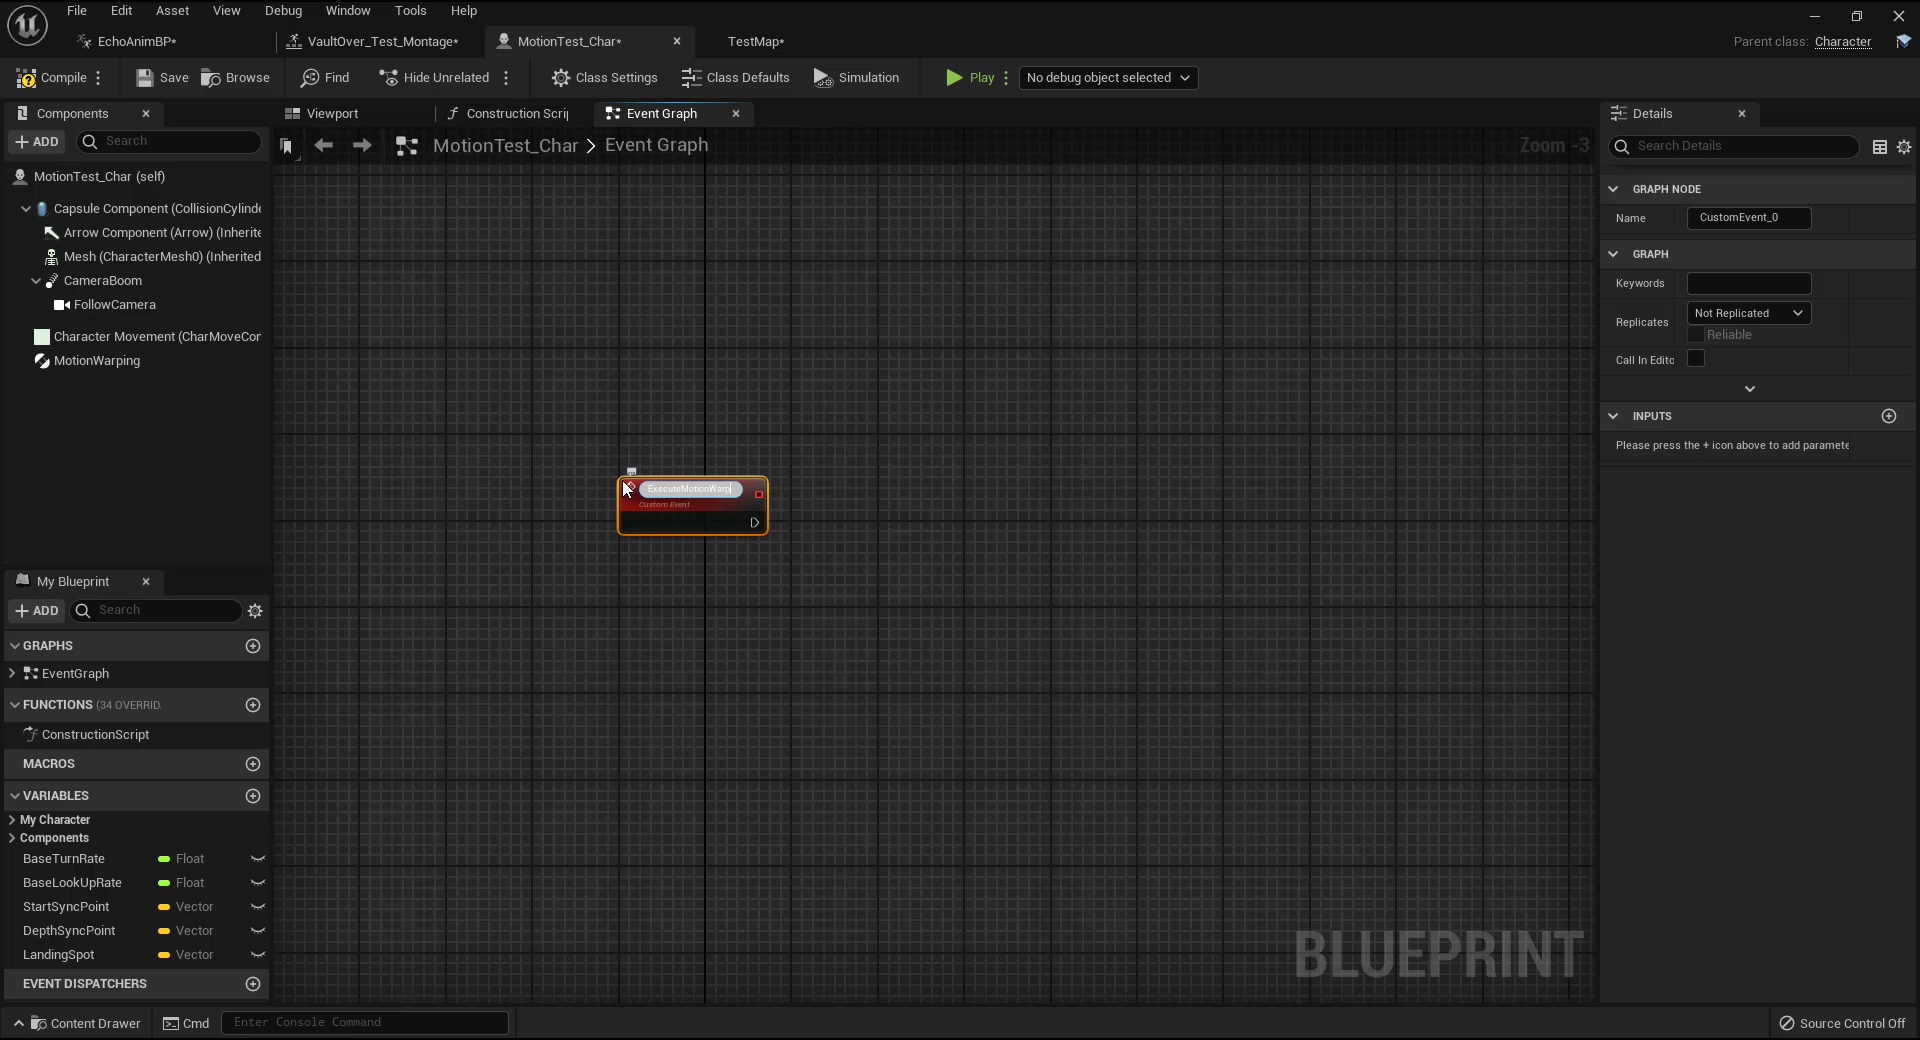 File Edit Asset View Debug Window Tools Help
EchoAnimBP* VaultOver_Test_Montage* MotionTest_Char* TestMap* Parent class: Character
Compile Save Browse Find Hide Unrelated Class Settings Class Defaults Simulation Play No debug object selected
Components Viewport Construction Scrip Event Graph Details
ADD Search MotionTest_Char > Event Graph Zoom -3 Search Details
MotionTest_Char (self)
Capsule Component (CollisionCylinde
Arrow Component (Arrow) (Inherite
Mesh (CharacterMesh0) (Inherited
CameraBoom
FollowCamera
Character Movement (CharMoveCor
MotionWarping
ExecuteMotionWarp
Custom Event
GRAPH NODE
Name CustomEvent_0
GRAPH
Keywords
Replicates Not Replicated
Reliable
Call In Edito
INPUTS
Please press the + icon above to add paramete
My Blueprint
ADD Search
GRAPHS
EventGraph
FUNCTIONS (34 OVERRID.
ConstructionScript
MACROS
VARIABLES
My Character
Components
BaseTurnRate Float
BaseLookUpRate Float
StartSyncPoint Vector
DepthSyncPoint Vector
LandingSpot Vector
EVENT DISPATCHERS
BLUEPRINT
Content Drawer Cmd Enter Console Command Source Control Off